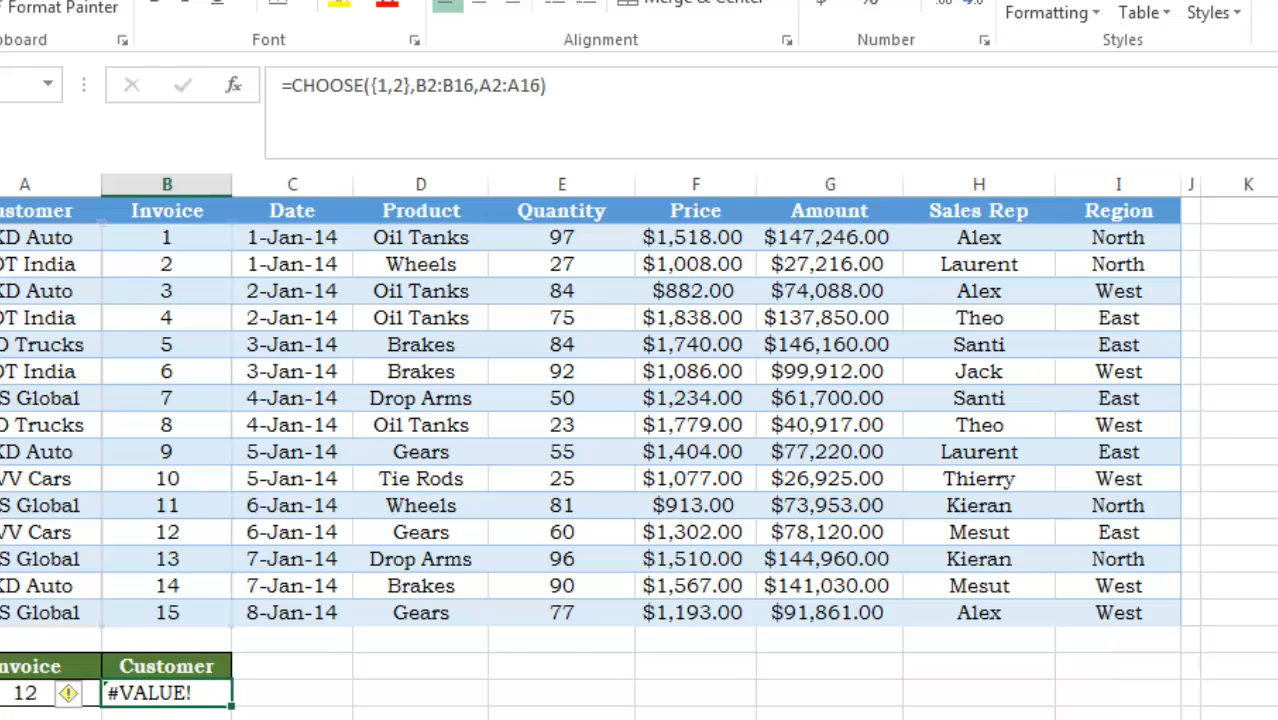 Format Painter
Merge & Center
$ %
Formatting Table Styles
board Font Alignment Number Styles
=CHOOSE({1,2},B2:B16,A2:A16)
A B C D E F G H I J K
ustomer Invoice Date Product Quantity Price Amount Sales Rep Region
KD Auto 1 1-Jan-14 Oil Tanks 97 $1,518.00 $147,246.00 Alex North
OT India 2 1-Jan-14 Wheels 27 $1,008.00 $27,216.00 Laurent North
KD Auto 3 2-Jan-14 Oil Tanks 84 $882.00 $74,088.00 Alex West
OT India 4 2-Jan-14 Oil Tanks 75 $1,838.00 $137,850.00 Theo East
D Trucks 5 3-Jan-14 Brakes 84 $1,740.00 $146,160.00 Santi East
OT India 6 3-Jan-14 Brakes 92 $1,086.00 $99,912.00 Jack West
S Global 7 4-Jan-14 Drop Arms 50 $1,234.00 $61,700.00 Santi East
D Trucks 8 4-Jan-14 Oil Tanks 23 $1,779.00 $40,917.00 Theo West
KD Auto 9 5-Jan-14 Gears 55 $1,404.00 $77,220.00 Laurent East
VV Cars 10 5-Jan-14 Tie Rods 25 $1,077.00 $26,925.00 Thierry West
S Global 11 6-Jan-14 Wheels 81 $913.00 $73,953.00 Kieran North
VV Cars 12 6-Jan-14 Gears 60 $1,302.00 $78,120.00 Mesut East
S Global 13 7-Jan-14 Drop Arms 96 $1,510.00 $144,960.00 Kieran North
KD Auto 14 7-Jan-14 Brakes 90 $1,567.00 $141,030.00 Mesut West
S Global 15 8-Jan-14 Gears 77 $1,193.00 $91,861.00 Alex West
nvoice Customer
12 #VALUE!